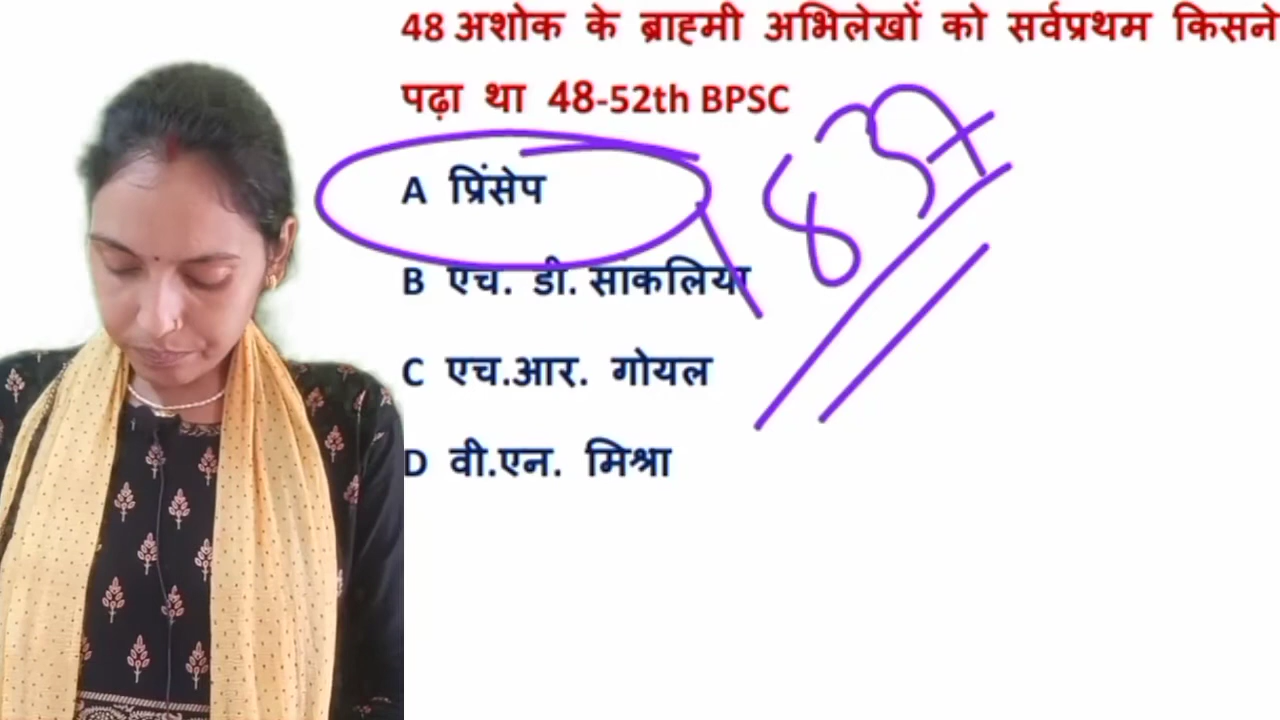 48 अशोक के ब्राह्मी अभिलेखों को सर्वप्रथम किसने
पढ़ा था 48-52th BPSC
A प्रिंसेप
1837
B एच. डी. सांकलिया
C एच.आर. गोयल
D वी.एन. मिश्रा